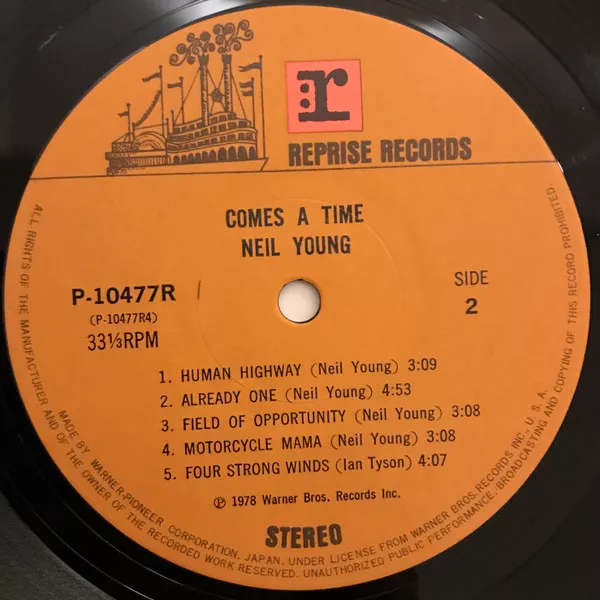 r
REPRISE RECORDS
COMES A TIME
NEIL YOUNG
P-10477R
(P-10477R4)
33⅓RPM
SIDE
2
1. HUMAN HIGHWAY (Neil Young) 3:09
2. ALREADY ONE (Neil Young) 4:53
3. FIELD OF OPPORTUNITY (Neil Young) 3:08
4. MOTORCYCLE MAMA (Neil Young) 3:08
5. FOUR STRONG WINDS (Ian Tyson) 4:07
℗ 1978 Warner Bros. Records Inc.
STEREO
MADE BY WARNER-PIONEER CORPORATION, JAPAN. UNDER LICENSE FROM WARNER BROS. RECORDS INC., U.S.A.
ALL RIGHTS OF THE MANUFACTURER AND OF THE OWNER OF THE RECORDED WORK RESERVED. UNAUTHORIZED PUBLIC PERFORMANCE, BROADCASTING AND COPYING OF THIS RECORD PROHIBITED.